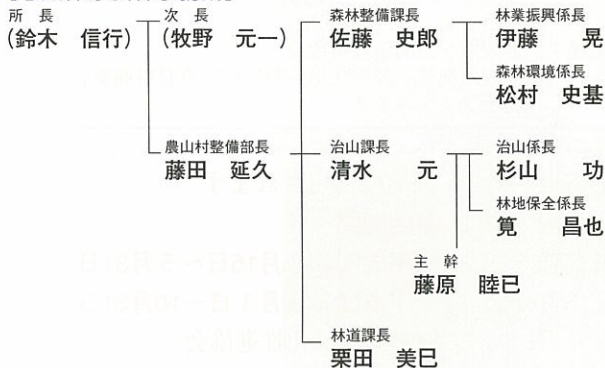 所 長
(鈴木 信行)
次 長
(牧野 元一)
農山村整備部長
藤田 延久
森林整備課長
佐藤 史郎
林業振興係長
伊藤 晃
森林環境係長
松村 史基
治山課長
清水 元
治山係長
杉山 功
林地保全係長
筧 昌也
主 幹
藤原 睦巳
林道課長
栗田 美巳